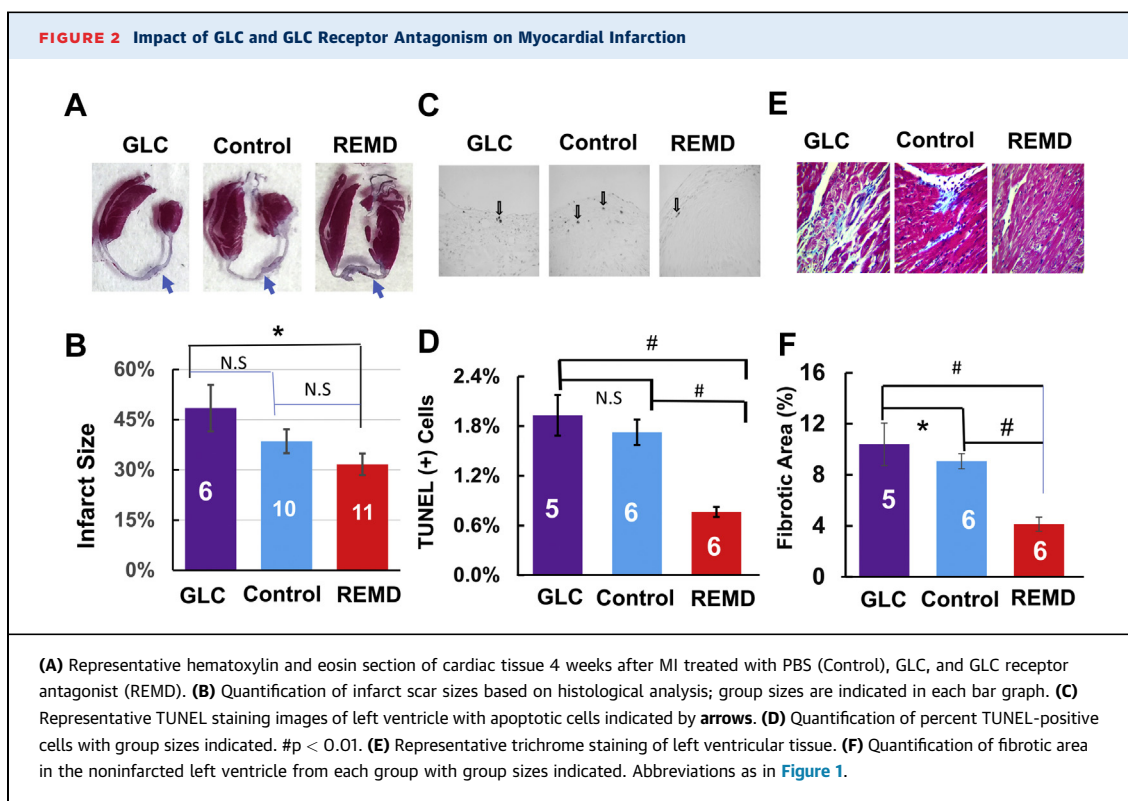 FIGURE 2 Impact of GLC and GLC Receptor Antagonism on Myocardial Infarction
A
GLC Control REMD
C
GLC Control REMD
E
GLC Control REMD
B
*
N.S
N.S
60%
45%
30%
15%
0%
Infarct Size
6
10
11
GLC Control REMD
D
#
N.S
#
2.4%
1.8%
1.2%
0.6%
0.0%
TUNEL (+) Cells
5
6
6
GLC Control REMD
F
#
*
#
16
12
8
4
0
Fibrotic Area (%)
5
6
6
GLC Control REMD
(A) Representative hematoxylin and eosin section of cardiac tissue 4 weeks after MI treated with PBS (Control), GLC, and GLC receptor
antagonist (REMD). (B) Quantification of infarct scar sizes based on histological analysis; group sizes are indicated in each bar graph. (C)
Representative TUNEL staining images of left ventricle with apoptotic cells indicated by arrows. (D) Quantification of percent TUNEL-positive
cells with group sizes indicated. #p < 0.01. (E) Representative trichrome staining of left ventricular tissue. (F) Quantification of fibrotic area
in the noninfarcted left ventricle from each group with group sizes indicated. Abbreviations as in Figure 1.